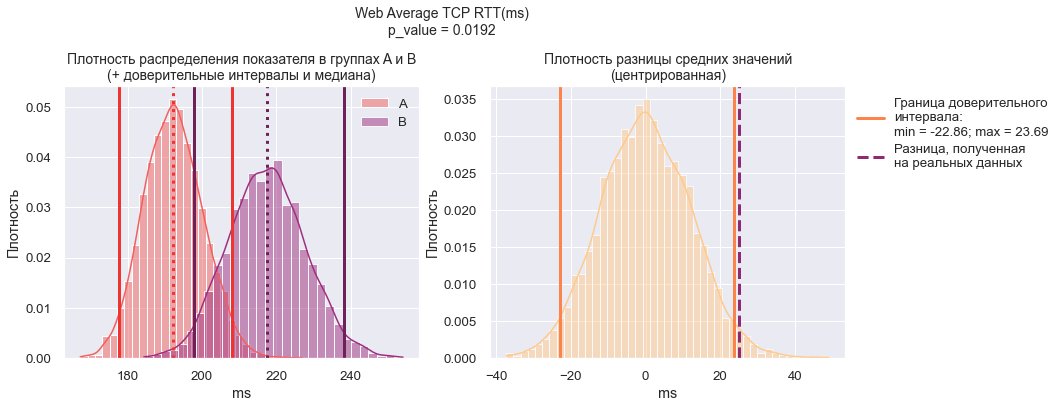 Web Average TCP RTT(ms)
p_value = 0.0192
Плотность распределения показателя в группах A и B
(+ доверительные интервалы и медиана)
Плотность
0.05
0.04
0.03
0.02
0.01
0.00
180
200
220
240
ms
A
B
Плотность разницы средних значений
(центрированная)
Плотность
0.035
0.030
0.025
0.020
0.015
0.010
0.005
0.000
−40
−20
0
20
40
ms
Граница доверительного
интервала:
min = -22.86; max = 23.69
Разница, полученная
на реальных данных